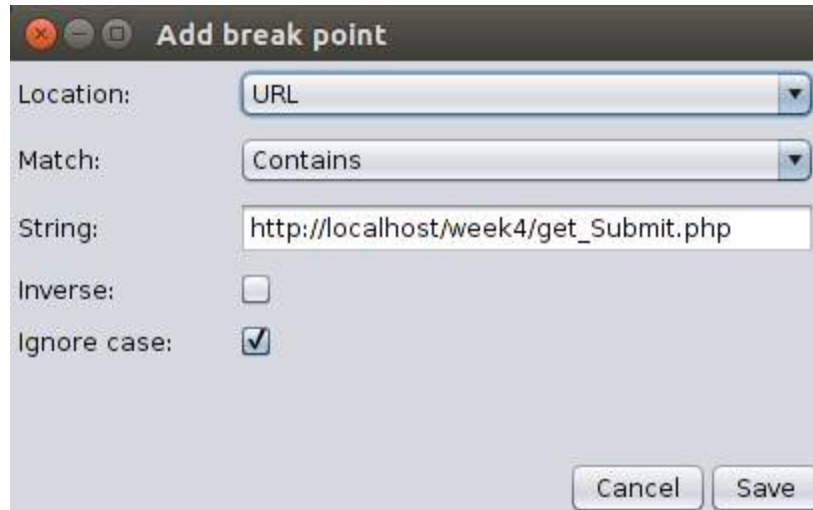 Add break point
Location: URL
Match: Contains
String: http://localhost/week4/get_Submit.php
Inverse:
Ignore case:
Cancel Save